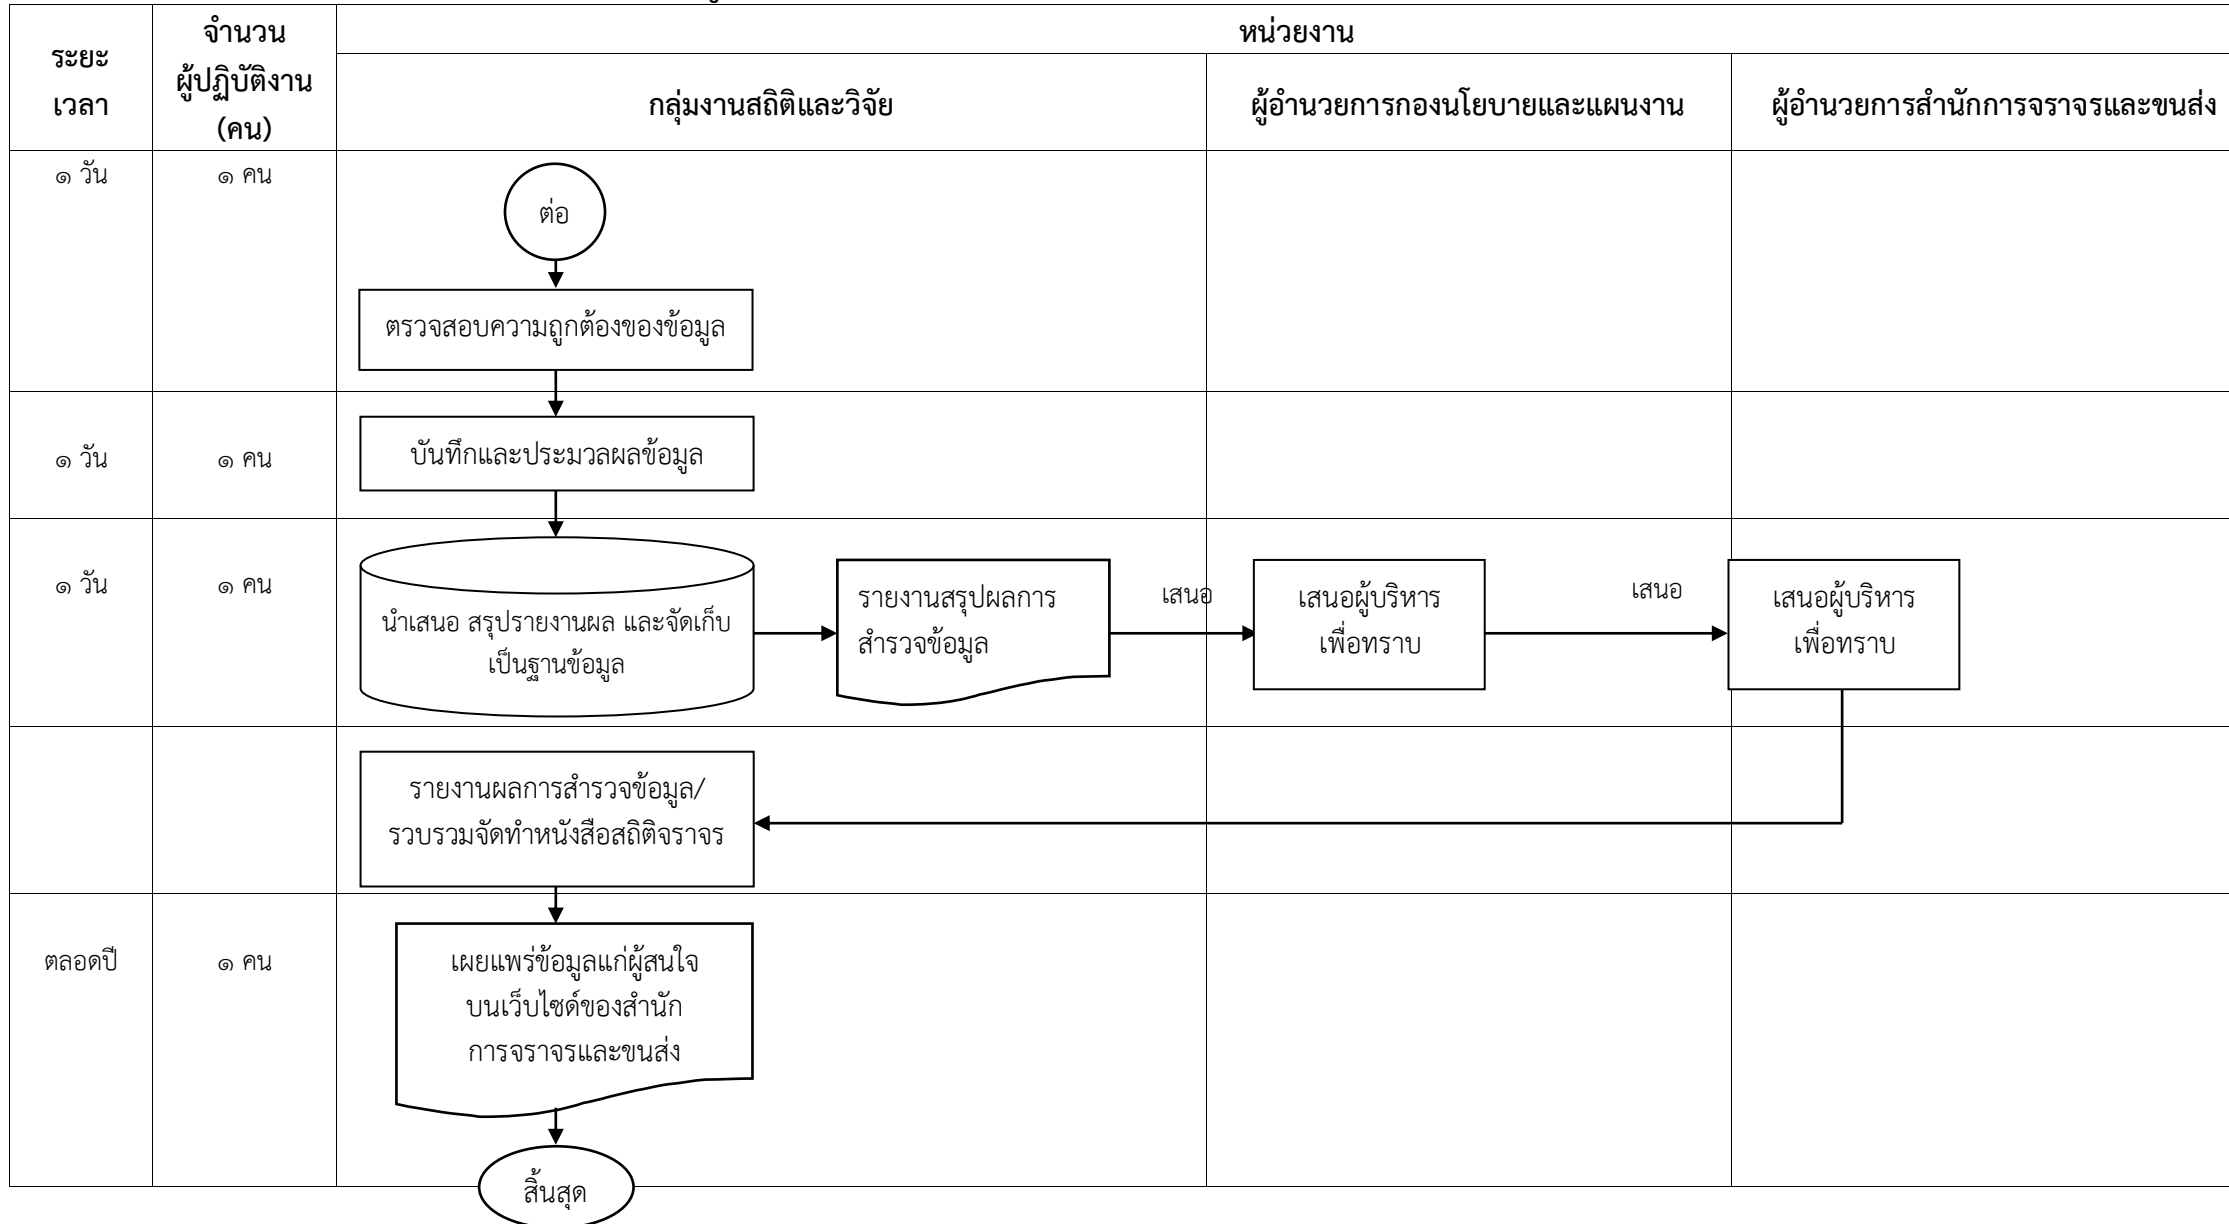 ระยะ
เวลา
จำนวน
ผู้ปฏิบัติงาน
(คน)
หน่วยงาน
กลุ่มงานสถิติและวิจัย
ผู้อำนวยการกองนโยบายและแผนงาน
ผู้อำนวยการสำนักการจราจรและขนส่ง
๑ วัน
๑ คน
ต่อ
ตรวจสอบความถูกต้องของข้อมูล
๑ วัน
๑ คน
บันทึกและประมวลผลข้อมูล
๑ วัน
๑ คน
นำเสนอ สรุปรายงานผล และจัดเก็บ
เป็นฐานข้อมูล
รายงานสรุปผลการ
สำรวจข้อมูล
เสนอ
เสนอผู้บริหาร
เพื่อทราบ
เสนอ
เสนอผู้บริหาร
เพื่อทราบ
รายงานผลการสำรวจข้อมูล/
รวบรวมจัดทำหนังสือสถิติจราจร
ตลอดปี
๑ คน
เผยแพร่ข้อมูลแก่ผู้สนใจ
บนเว็บไซด์ของสำนัก
การจราจรและขนส่ง
สิ้นสุด